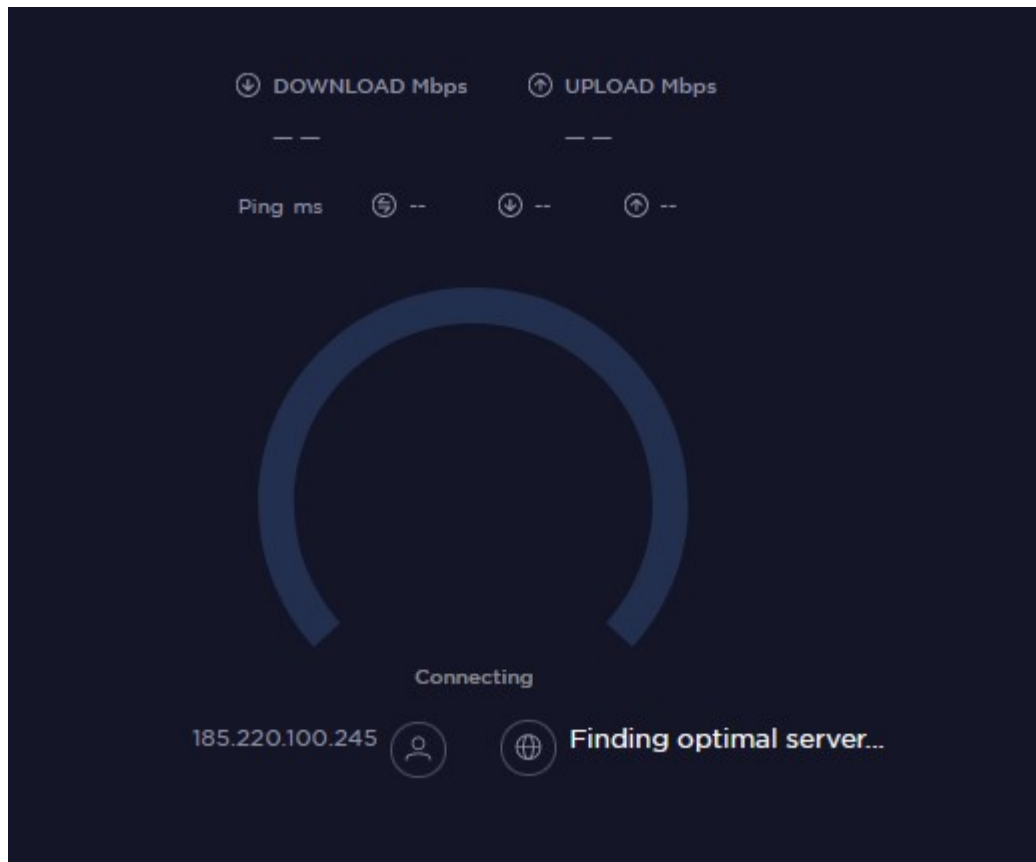 DOWNLOAD Mbps
UPLOAD Mbps
— —
— —
Ping ms -- -- --
Connecting
185.220.100.245
Finding optimal server...